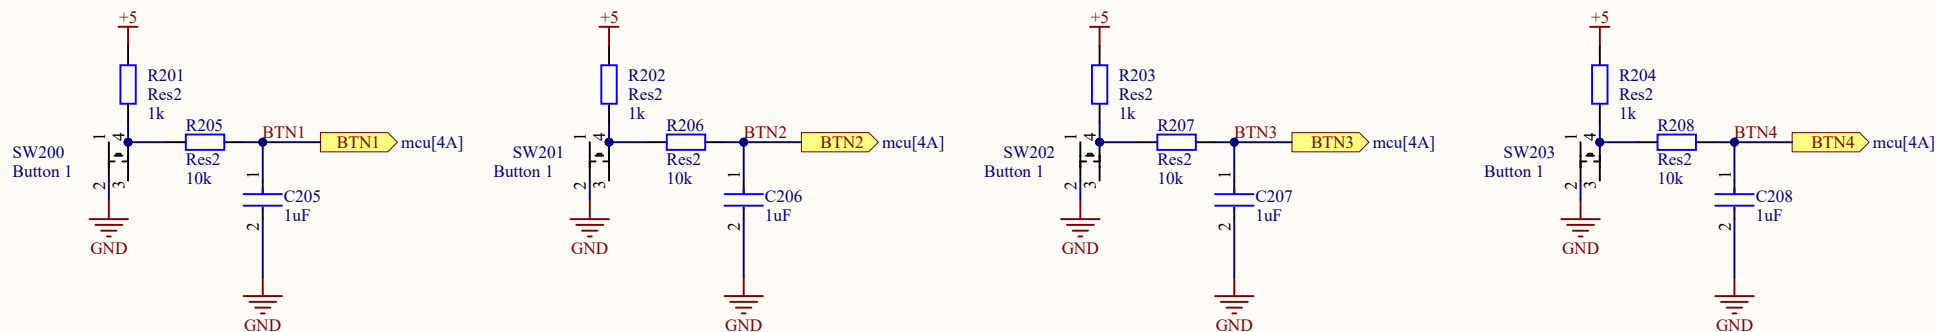 +5
R201
Res2
1k
1
4
SW200
Button 1
2
3
GND
R205
Res2
10k
BTN1
BTN1
mcu[4A]
1
C205
1uF
2
GND
+5
R202
Res2
1k
1
4
SW201
Button 1
2
3
GND
R206
Res2
10k
BTN2
BTN2
mcu[4A]
1
C206
1uF
2
GND
+5
R203
Res2
1k
1
4
SW202
Button 1
2
3
GND
R207
Res2
10k
BTN3
BTN3
mcu[4A]
1
C207
1uF
2
GND
+5
R204
Res2
1k
1
4
SW203
Button 1
2
3
GND
R208
Res2
10k
BTN4
BTN4
mcu[4A]
1
C208
1uF
2
GND